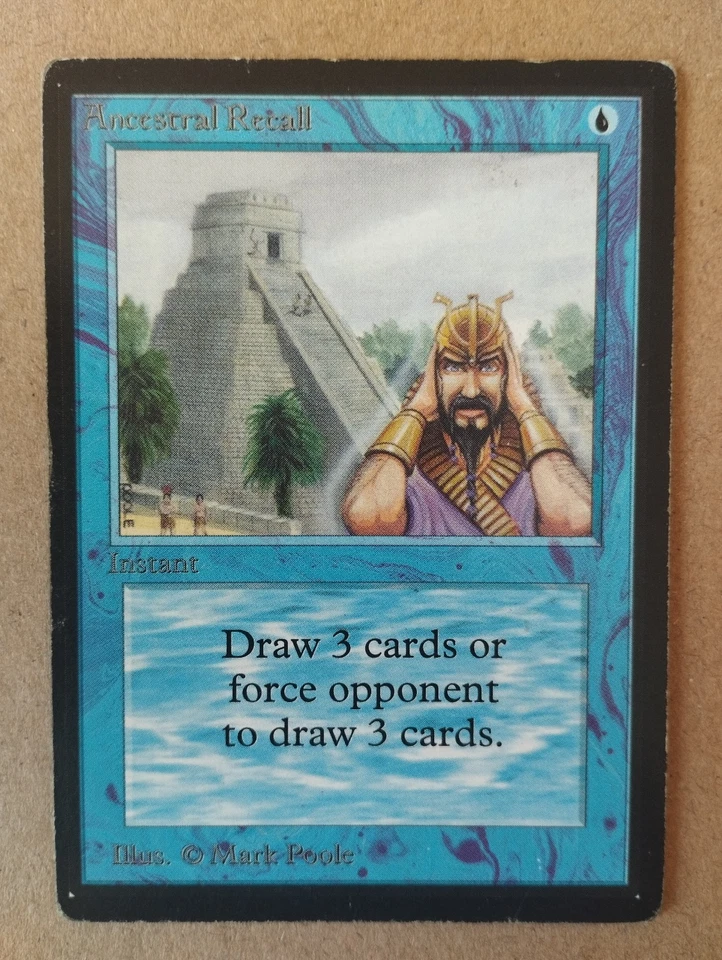 Ancestral Recall
POOLE
Instant
Draw 3 cards or
force opponent
to draw 3 cards.
Illus. © Mark Poole